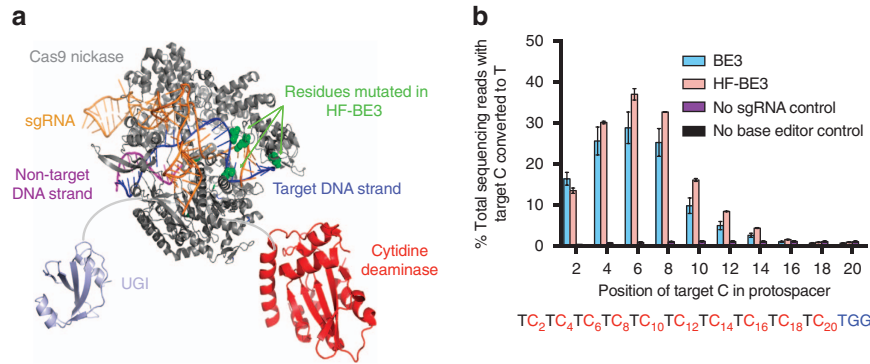 a
Cas9 nickase
sgRNA
Residues mutated in
HF-BE3
Non-target
DNA strand
Target DNA strand
UGI
Cytidine
deaminase
b
% Total sequencing reads with
target C converted to T
50
40
30
20
10
0
BE3
HF-BE3
No sgRNA control
No base editor control
2 4 6 8 10 12 14 16 18 20
Position of target C in protospacer
TC₂TC₄TC₆TC₈TC₁₀TC₁₂TC₁₄TC₁₆TC₁₈TC₂₀TGG